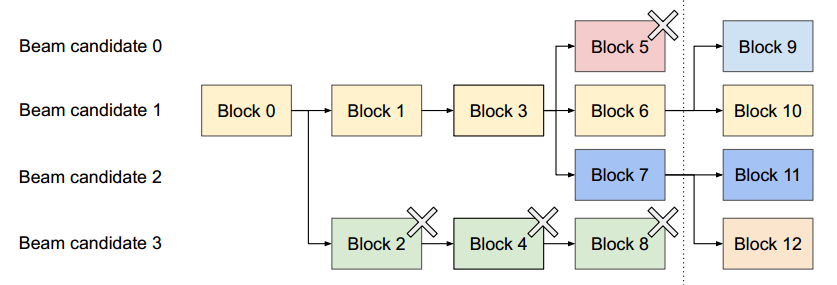 Beam candidate 0
Block 5
Block 9
Beam candidate 1
Block 0
Block 1
Block 3
Block 6
Block 10
Beam candidate 2
Block 7
Block 11
Beam candidate 3
Block 2
Block 4
Block 8
Block 12